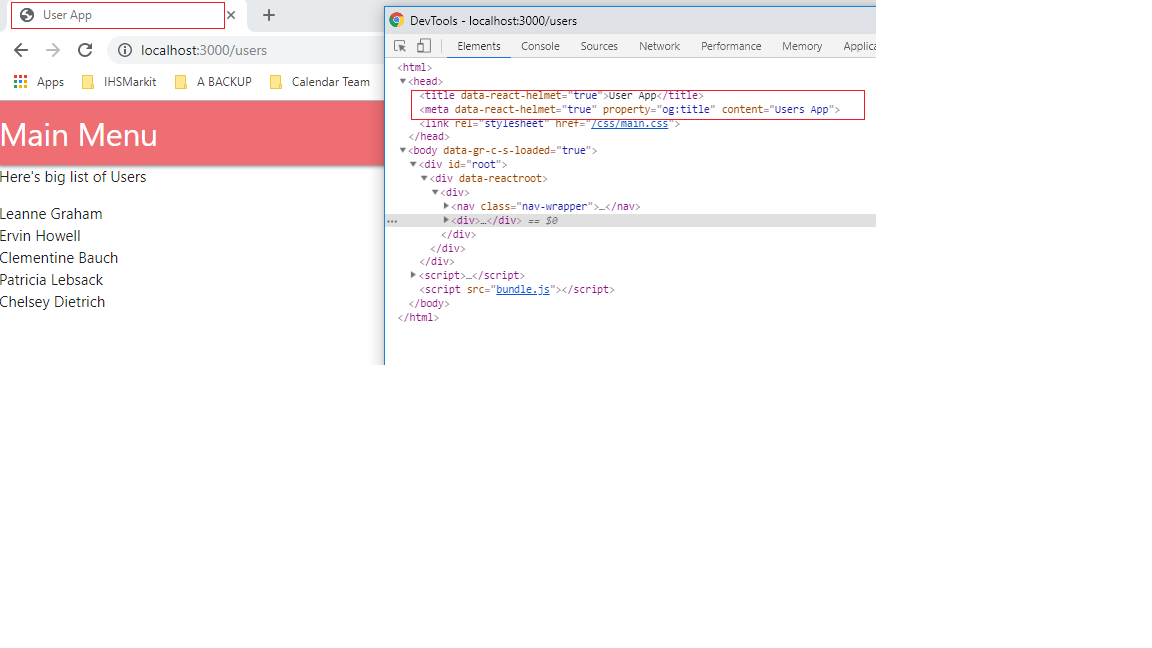 User App
localhost:3000/users
Apps IHSMarkit A BACKUP Calendar Team
Main Menu
Here's big list of Users
Leanne Graham
Ervin Howell
Clementine Bauch
Patricia Lebsack
Chelsey Dietrich
DevTools - localhost:3000/users
Elements Console Sources Network Performance Memory Applica
<html>
<head>
<title data-react-helmet="true">User App</title>
<meta data-react-helmet="true" property="og:title" content="Users App">
<link rel="stylesheet" href="/css/main.css">
</head>
<body data-gr-c-s-loaded="true">
<div id="root">
<div data-reactroot>
<div>
<nav class="nav-wrapper">…</nav>
<div>…</div> == $0
</div>
</div>
</div>
<script>…</script>
<script src="bundle.js"></script>
</body>
</html>